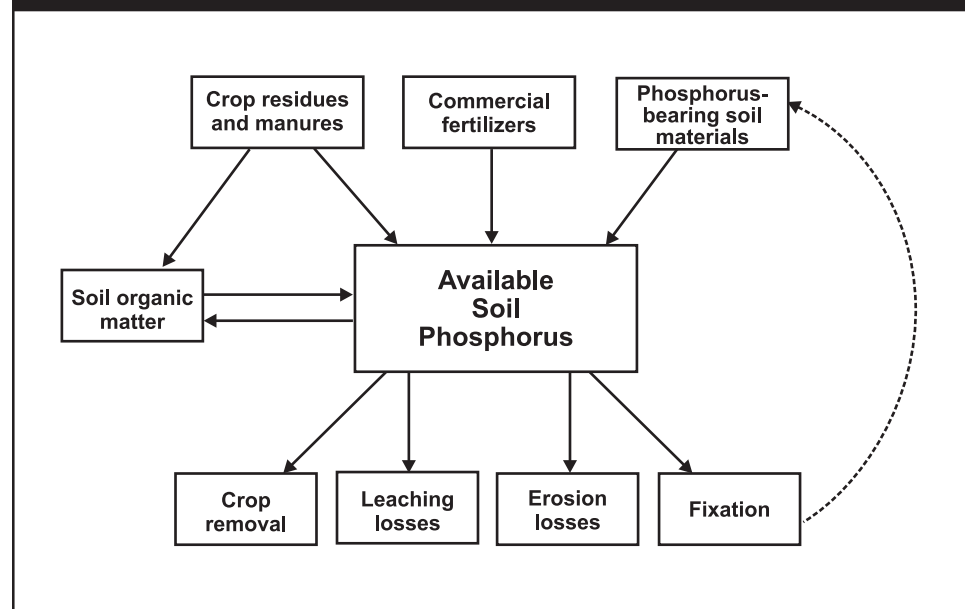 Crop residues
and manures
Commercial
fertilizers
Phosphorus-
bearing soil
materials
Soil organic
matter
Available
Soil
Phosphorus
Crop
removal
Leaching
losses
Erosion
losses
Fixation